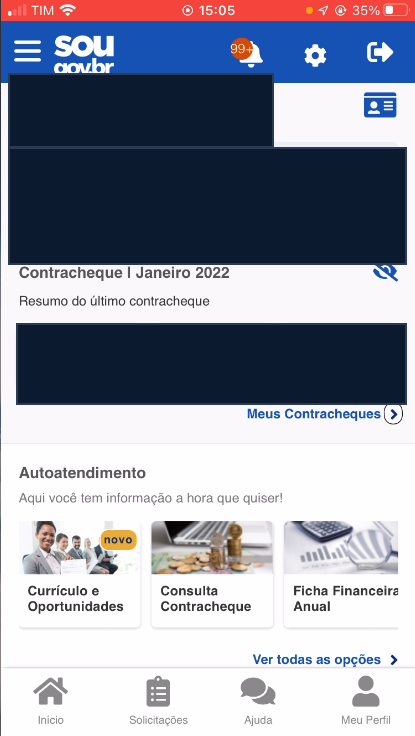 TIM 15:05 35%
sou
gov.br
99+
Contracheque | Janeiro 2022
Resumo do último contracheque
Meus Contracheques
Autoatendimento
Aqui você tem informação a hora que quiser!
novo
Currículo e
Oportunidades
Consulta
Contracheque
Ficha Financeira
Anual
Ver todas as opções
Início
Solicitações
Ajuda
Meu Perfil